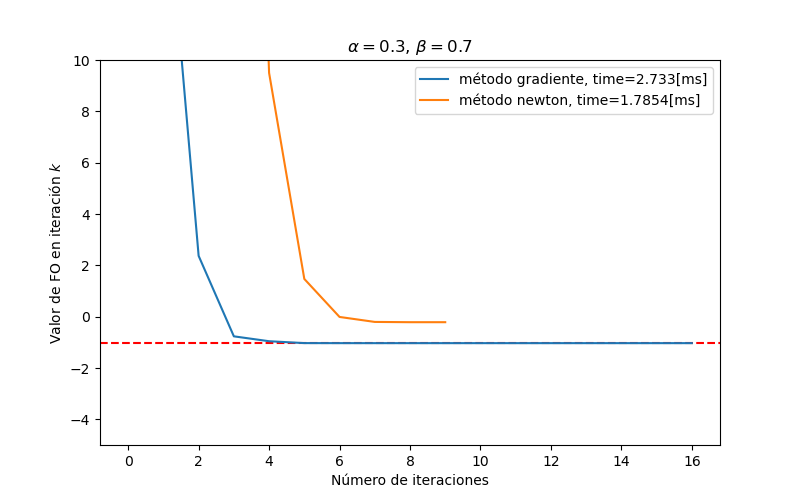 α = 0.3, β = 0.7
método gradiente, time=2.733[ms]
método newton, time=1.7854[ms]
Valor de FO en iteración k
10
8
6
4
2
0
−2
−4
0 2 4 6 8 10 12 14 16
Número de iteraciones